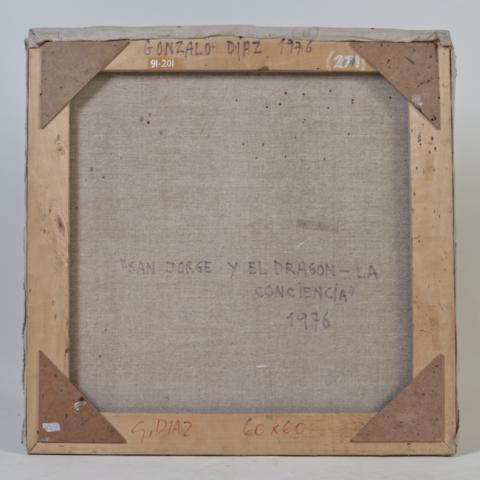 GONZALO DIAZ 1976
91-201
(271)
"SAN JORGE Y EL DRAGON - LA
CONCIENCIA"
1976
G. DIAZ 60x60